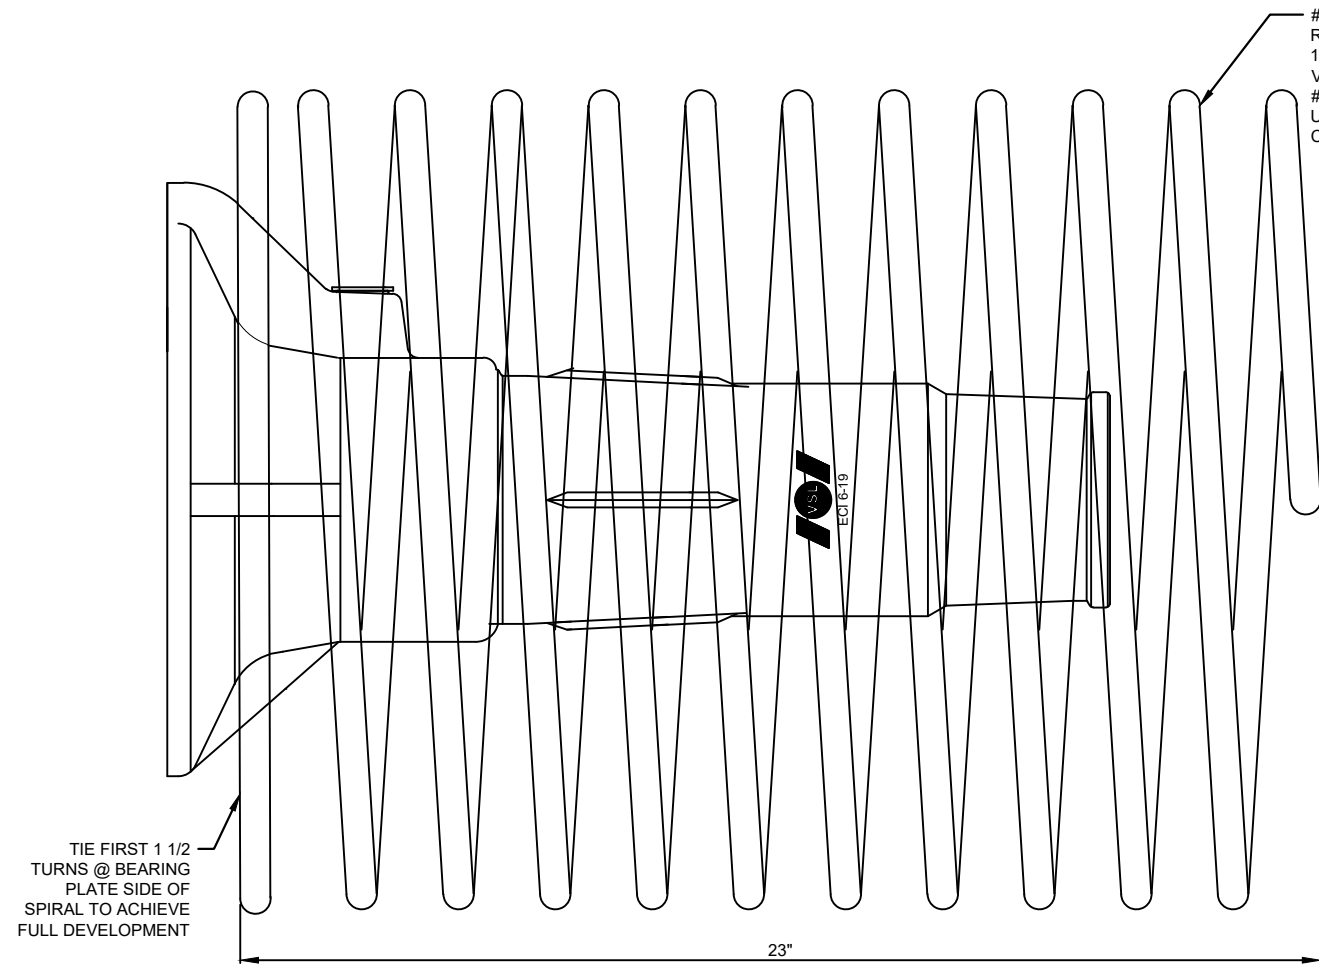 #
R
1
V
#
U
C
VSL
ECI 6-19
TIE FIRST 1 1/2
TURNS @ BEARING
PLATE SIDE OF
SPIRAL TO ACHIEVE
FULL DEVELOPMENT
23"